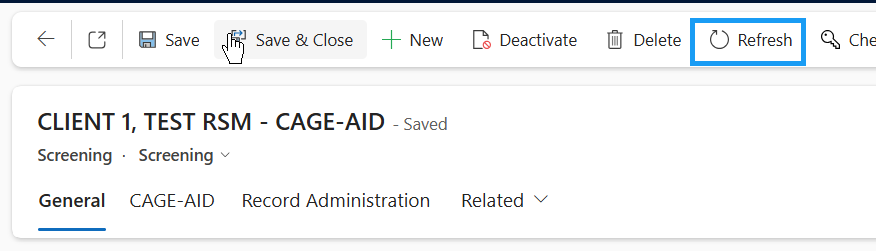 Save Save & Close New Deactivate Delete Refresh Che
CLIENT 1, TEST RSM - CAGE-AID - Saved
Screening · Screening
General CAGE-AID Record Administration Related